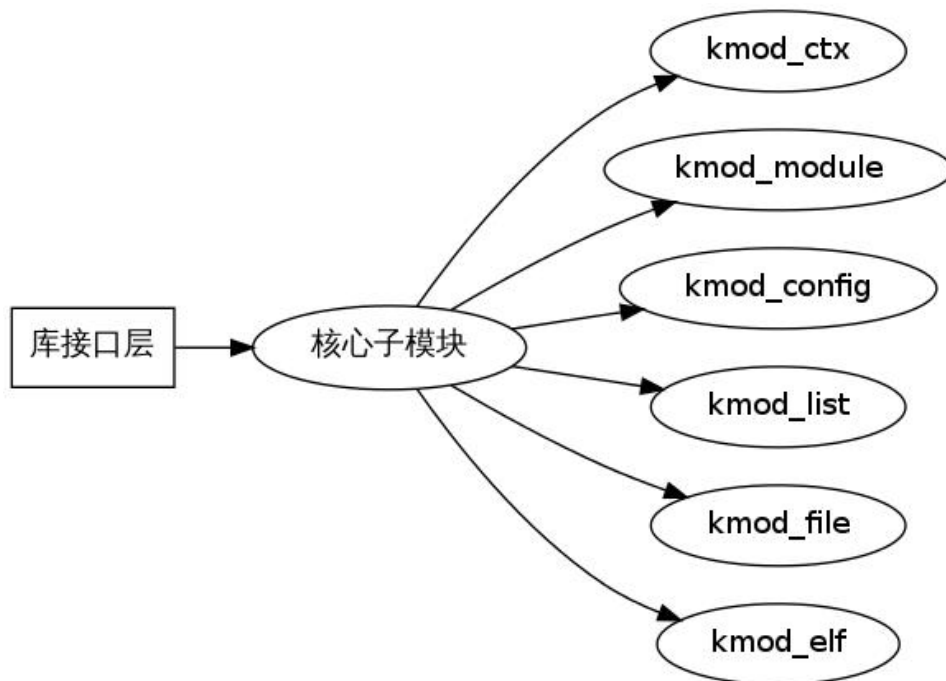 库接口层
核心子模块
kmod_ctx
kmod_module
kmod_config
kmod_list
kmod_file
kmod_elf